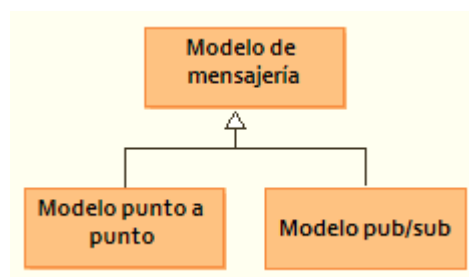 Modelo de
mensajería
Modelo punto a
punto
Modelo pub/sub